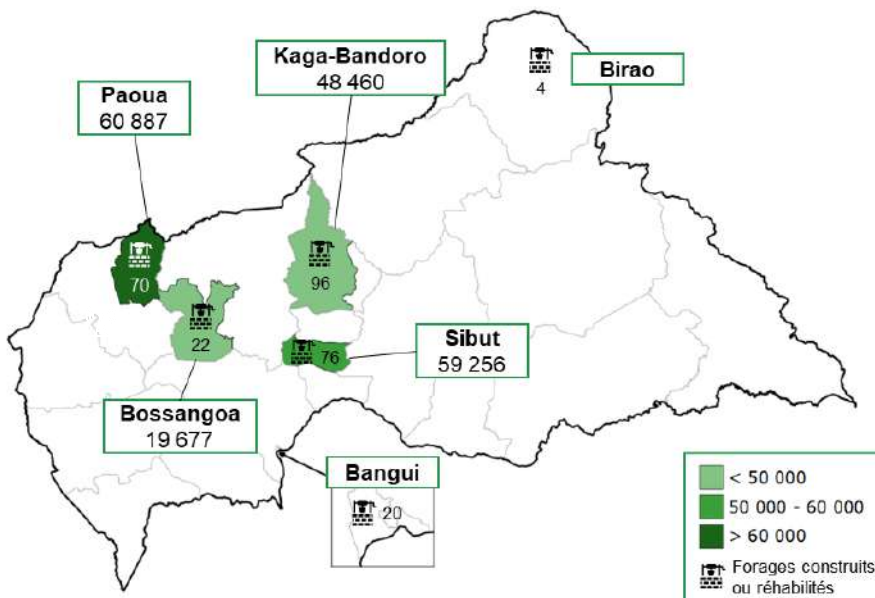 Kaga-Bandoro
48 460
Birao
4
Paoua
60 887
70
96
22
76
Sibut
59 256
Bossangoa
19 677
Bangui
20
< 50 000
50 000 - 60 000
> 60 000
Forages construits
ou réhabilités